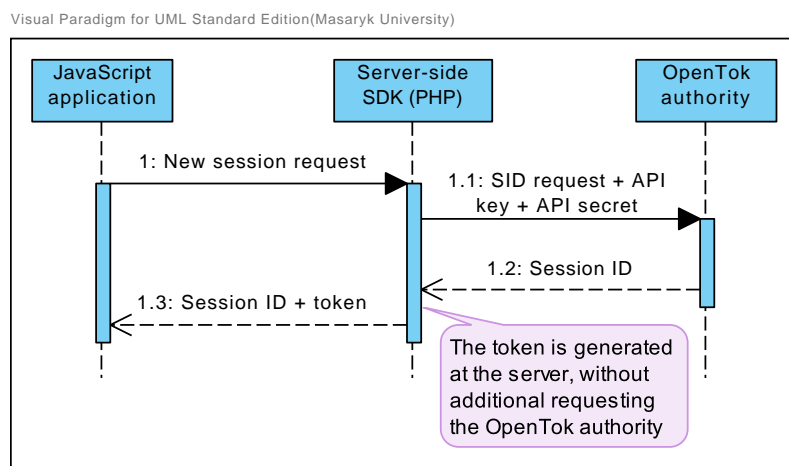 Visual Paradigm for UML Standard Edition(Masaryk University)
JavaScript
application
Server-side
SDK (PHP)
OpenTok
authority
1: New session request
1.1: SID request + API
key + API secret
1.2: Session ID
1.3: Session ID + token
The token is generated
at the server, without
additional requesting
the OpenTok authority